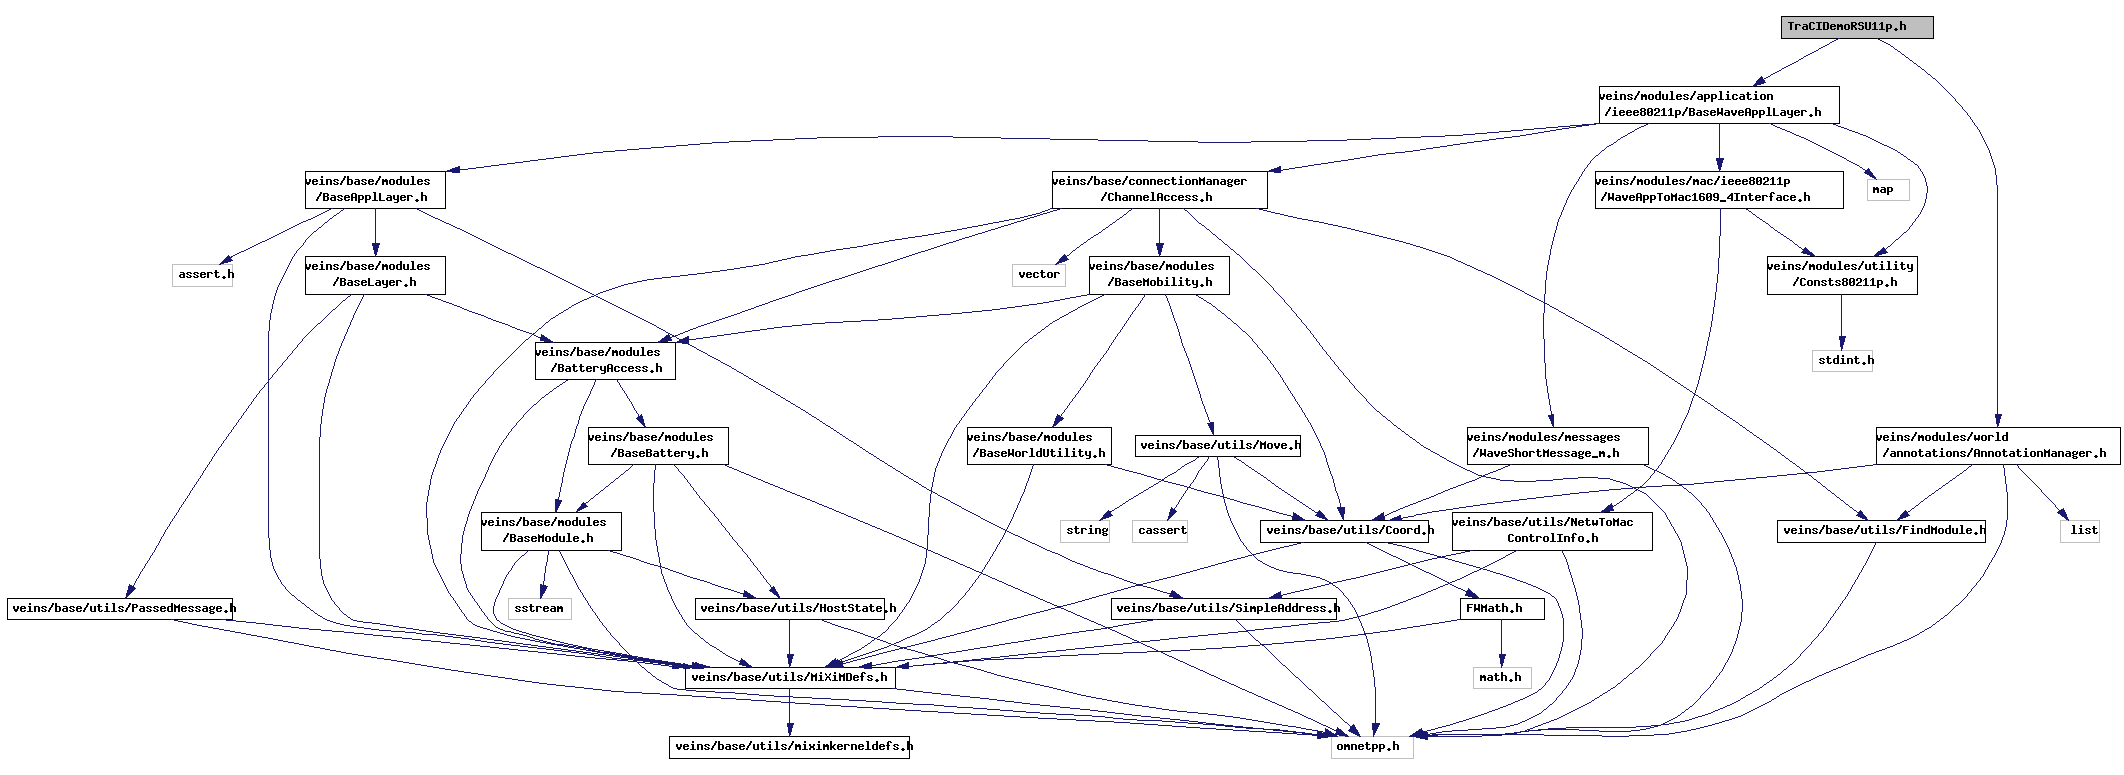 TraCIDemoRSU11p.h
veins/modules/application
/ieee80211p/BaseWaveApplLayer.h
veins/base/modules
/BaseApplLayer.h
veins/base/connectionManager
/ChannelAccess.h
veins/modules/mac/ieee80211p
/WaveAppToMac1609_4Interface.h
map
assert.h
veins/base/modules
/BaseLayer.h
vector
veins/base/modules
/BaseMobility.h
veins/modules/utility
/Consts80211p.h
veins/base/modules
/BatteryAccess.h
stdint.h
veins/base/modules
/BaseBattery.h
veins/base/modules
/BaseWorldUtility.h
veins/base/utils/Move.h
veins/modules/messages
/WaveShortMessage_m.h
veins/modules/world
/annotations/AnnotationManager.h
veins/base/modules
/BaseModule.h
string
cassert
veins/base/utils/Coord.h
veins/base/utils/NetwToMac
ControlInfo.h
veins/base/utils/FindModule.h
list
veins/base/utils/PassedMessage.h
sstream
veins/base/utils/HostState.h
veins/base/utils/SimpleAddress.h
FWMath.h
veins/base/utils/MiXiMDefs.h
math.h
veins/base/utils/miximkerneldefs.h
omnetpp.h